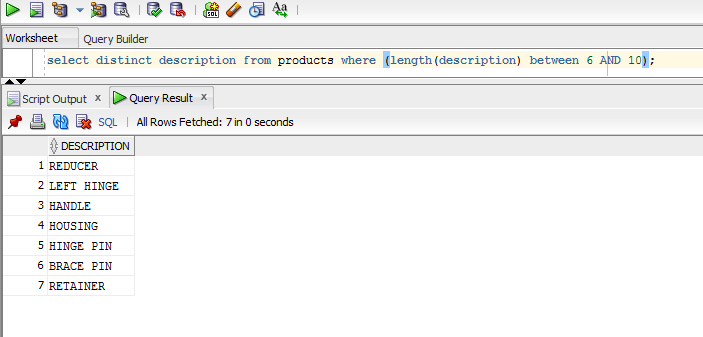 SQL
Aa
Worksheet Query Builder
select distinct description from products where (length(description) between 6 AND 10);
Script Output x Query Result x
SQL | All Rows Fetched: 7 in 0 seconds
DESCRIPTION
1 REDUCER
2 LEFT HINGE
3 HANDLE
4 HOUSING
5 HINGE PIN
6 BRACE PIN
7 RETAINER